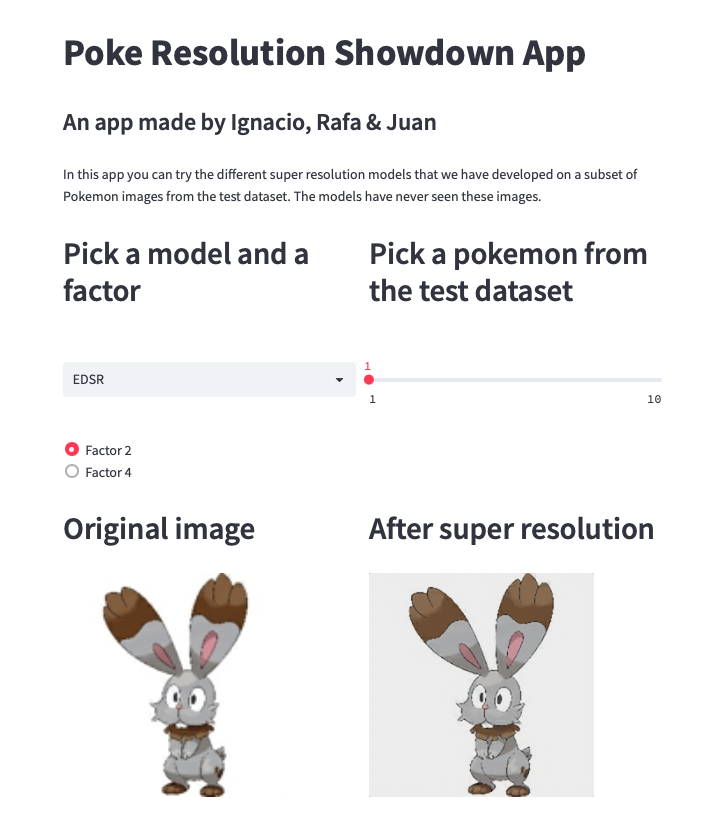 Poke Resolution Showdown App
An app made by Ignacio, Rafa & Juan
In this app you can try the different super resolution models that we have developed on a subset of
Pokemon images from the test dataset. The models have never seen these images.
Pick a model and a
factor
Pick a pokemon from
the test dataset
EDSR
1
1
10
Factor 2
Factor 4
Original image
After super resolution